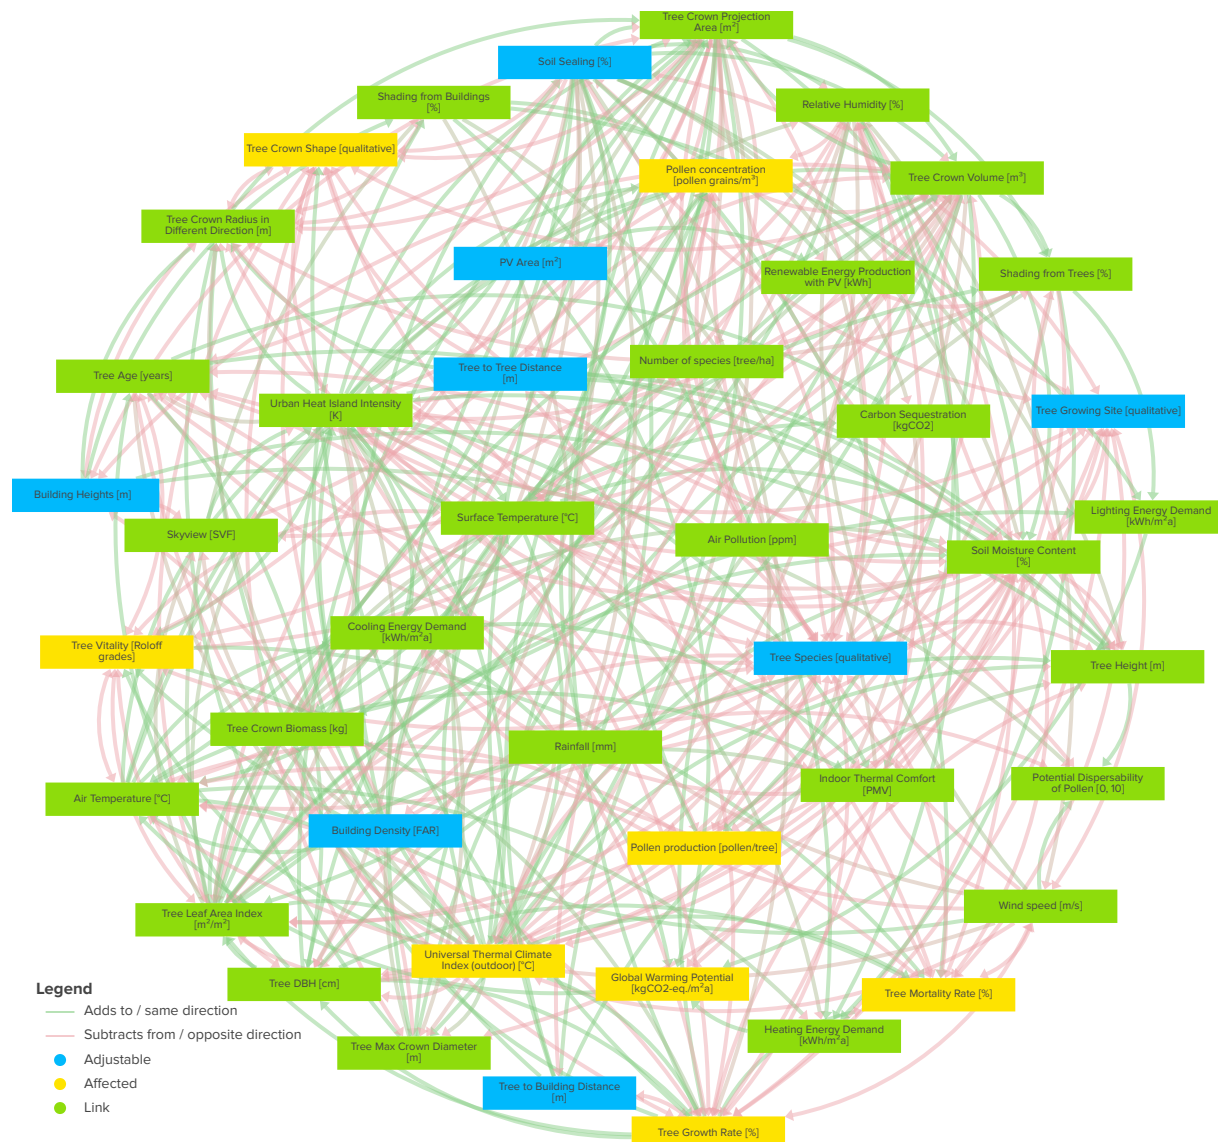 Tree Crown Projection
Area [m²]
Soil Sealing [%]
Shading from Buildings
[%]
Relative Humidity [%]
Tree Crown Shape [qualitative]
Pollen concentration
[pollen grains/m³]
Tree Crown Volume [m³]
Tree Crown Radius in
Different Direction [m]
PV Area [m²]
Renewable Energy Production
with PV [kWh]
Shading from Trees [%]
Tree Age [years]
Tree to Tree Distance
[m]
Number of species [tree/ha]
Urban Heat Island Intensity
[K]
Carbon Sequestration
[kgCO2]
Tree Growing Site [qualitative]
Building Heights [m]
Skyview [SVF]
Surface Temperature [°C]
Air Pollution [ppm]
Lighting Energy Demand
[kWh/m²a]
Soil Moisture Content
[%]
Cooling Energy Demand
[kWh/m²a]
Tree Vitality [Roloff
grades]
Tree Species [qualitative]
Tree Height [m]
Tree Crown Biomass [kg]
Rainfall [mm]
Air Temperature [°C]
Indoor Thermal Comfort
[PMV]
Potential Dispersability
of Pollen [0, 10]
Building Density [FAR]
Pollen production [pollen/tree]
Tree Leaf Area Index
[m²/m²]
Wind speed [m/s]
Universal Thermal Climate
Index (outdoor) [°C]
Tree DBH [cm]
Global Warming Potential
[kgCO2-eq./m²a]
Tree Mortality Rate [%]
Heating Energy Demand
[kWh/m²a]
Tree Max Crown Diameter
[m]
Tree to Building Distance
[m]
Tree Growth Rate [%]
Legend
Adds to / same direction
Subtracts from / opposite direction
Adjustable
Affected
Link